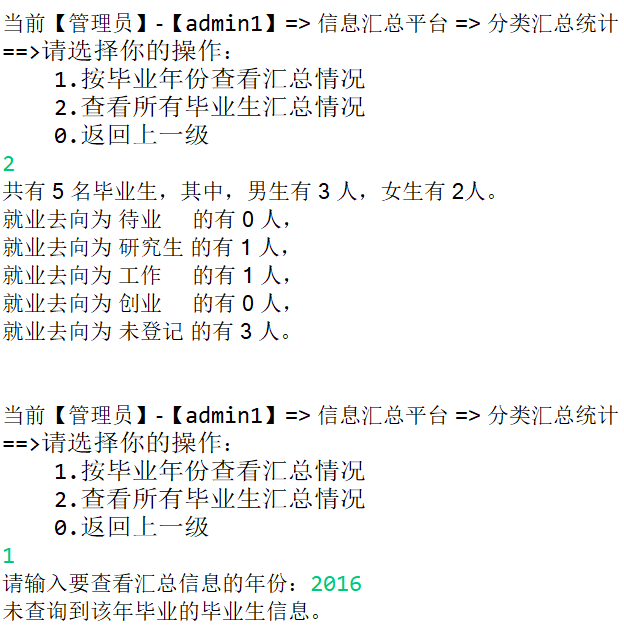 当前【管理员】-【admin1】=> 信息汇总平台 => 分类汇总统计
==>请选择你的操作：
1.按毕业年份查看汇总情况
2.查看所有毕业生汇总情况
0.返回上一级
2
共有 5 名毕业生，其中，男生有 3 人，女生有 2人。
就业去向为 待业 的有 0 人，
就业去向为 研究生 的有 1 人，
就业去向为 工作 的有 1 人，
就业去向为 创业 的有 0 人，
就业去向为 未登记 的有 3 人。
当前【管理员】-【admin1】=> 信息汇总平台 => 分类汇总统计
==>请选择你的操作：
1.按毕业年份查看汇总情况
2.查看所有毕业生汇总情况
0.返回上一级
1
请输入要查看汇总信息的年份：2016
未查询到该年毕业的毕业生信息。